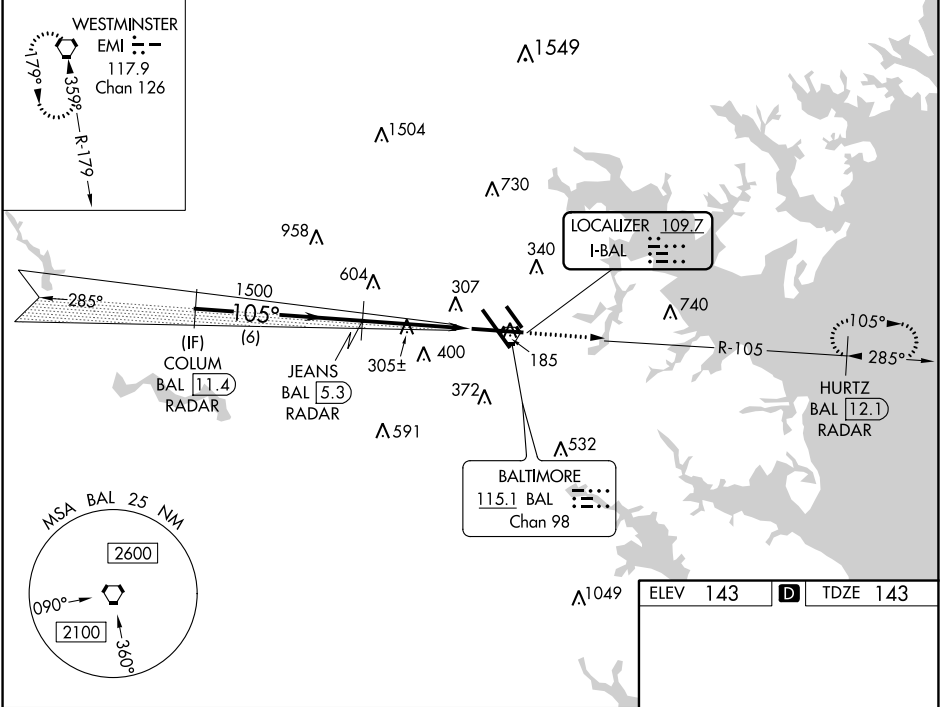 WESTMINSTER
EMI
117.9
Chan 126
179°
359°
R-179
1549
1504
730
958
604
307
340
740
LOCALIZER 109.7
I-BAL
285°
1500
105°
(6)
(IF)
COLUM
BAL 11.4
RADAR
JEANS
BAL 5.3
RADAR
305±
400
185
372
591
532
R-105
105°
285°
HURTZ
BAL 12.1
RADAR
BALTIMORE
115.1 BAL
Chan 98
MSA BAL 25 NM
2600
090°
2100
360°
1049
ELEV 143 D TDZE 143